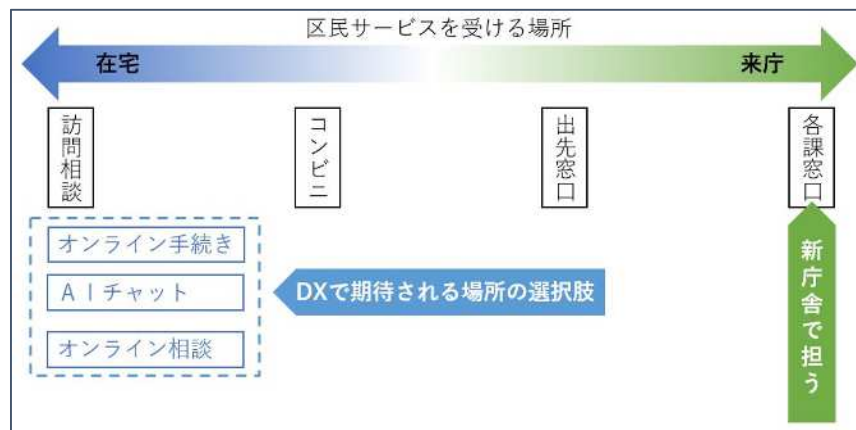 区民サービスを受ける場所
在宅
来庁
訪問相談
コンビニ
出先窓口
各課窓口
オンライン手続き
AIチャット
オンライン相談
DXで期待される場所の選択肢
新庁舎で担う